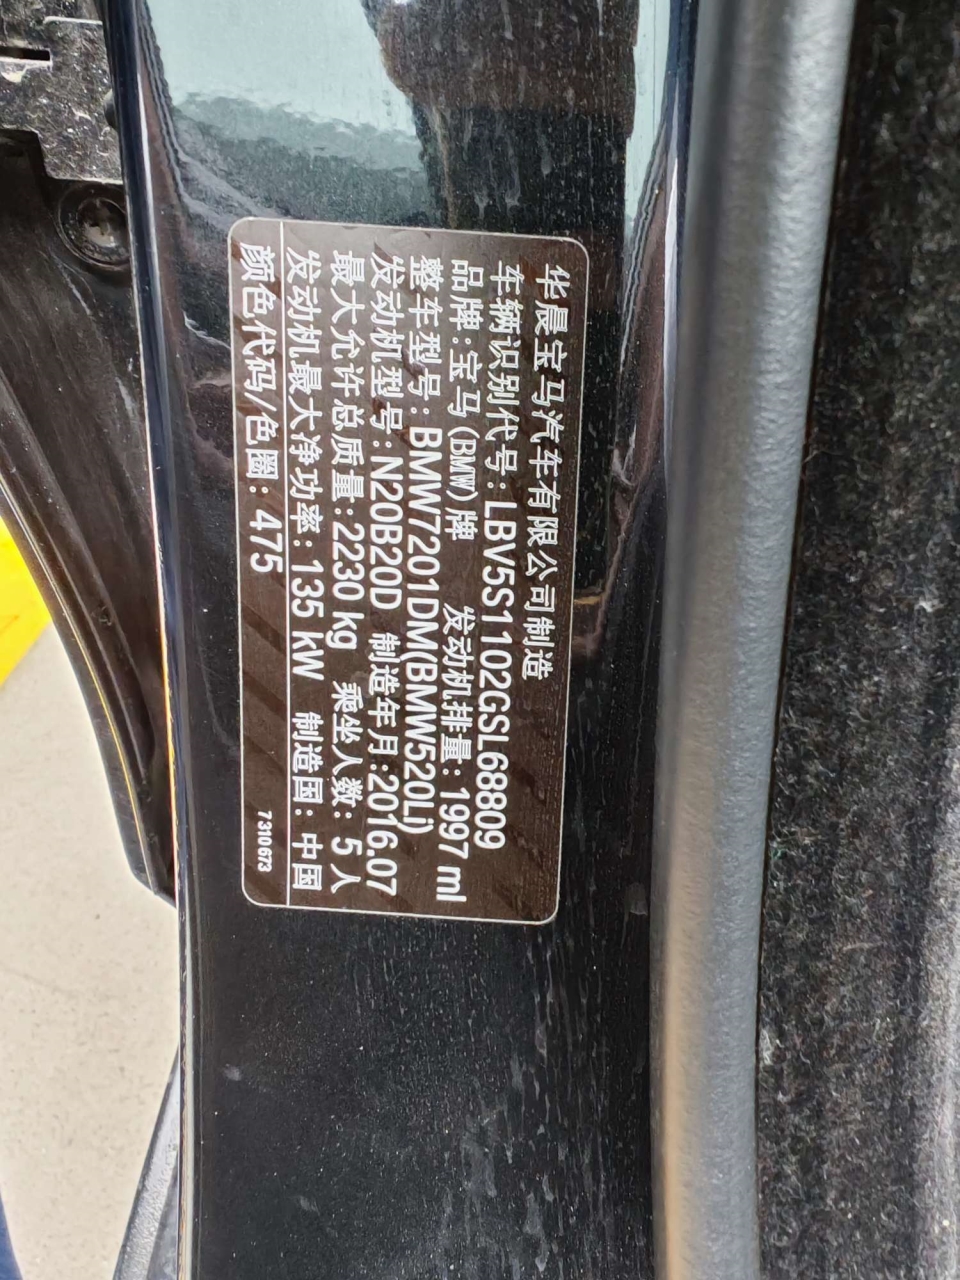 华晨宝马汽车有限公司制造
车辆识别代号: LBV5S1102GSL68809
品牌: 宝马(BMW)牌 发动机排量: 1997 ml
整车型号: BMW7201DM(BMW520Li)
发动机型号: N20B20D 制造年月:2016.07
最大允许总质量: 2230 kg 乘坐人数: 5 人
发动机最大净功率: 135 kW 制造国: 中国
颜色代码/色圈: 475 7310673